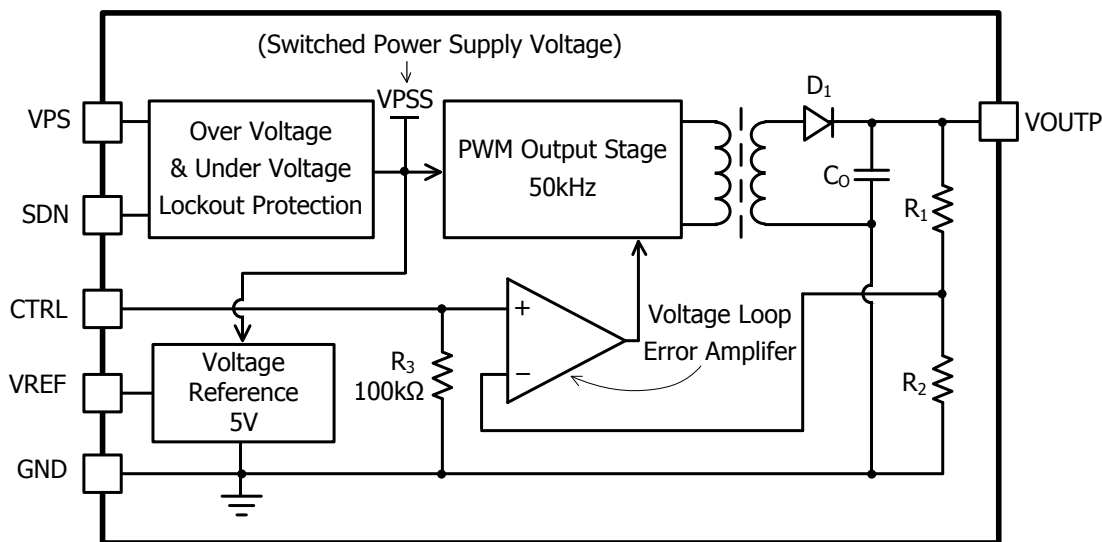 (Switched Power Supply Voltage)
VPSS
VPS
SDN
CTRL
VREF
GND
Over Voltage
& Under Voltage
Lockout Protection
PWM Output Stage
50kHz
D1
VOUTP
CO
R1
R2
+
−
Voltage Loop
Error Amplifer
R3
100kΩ
Voltage
Reference
5V